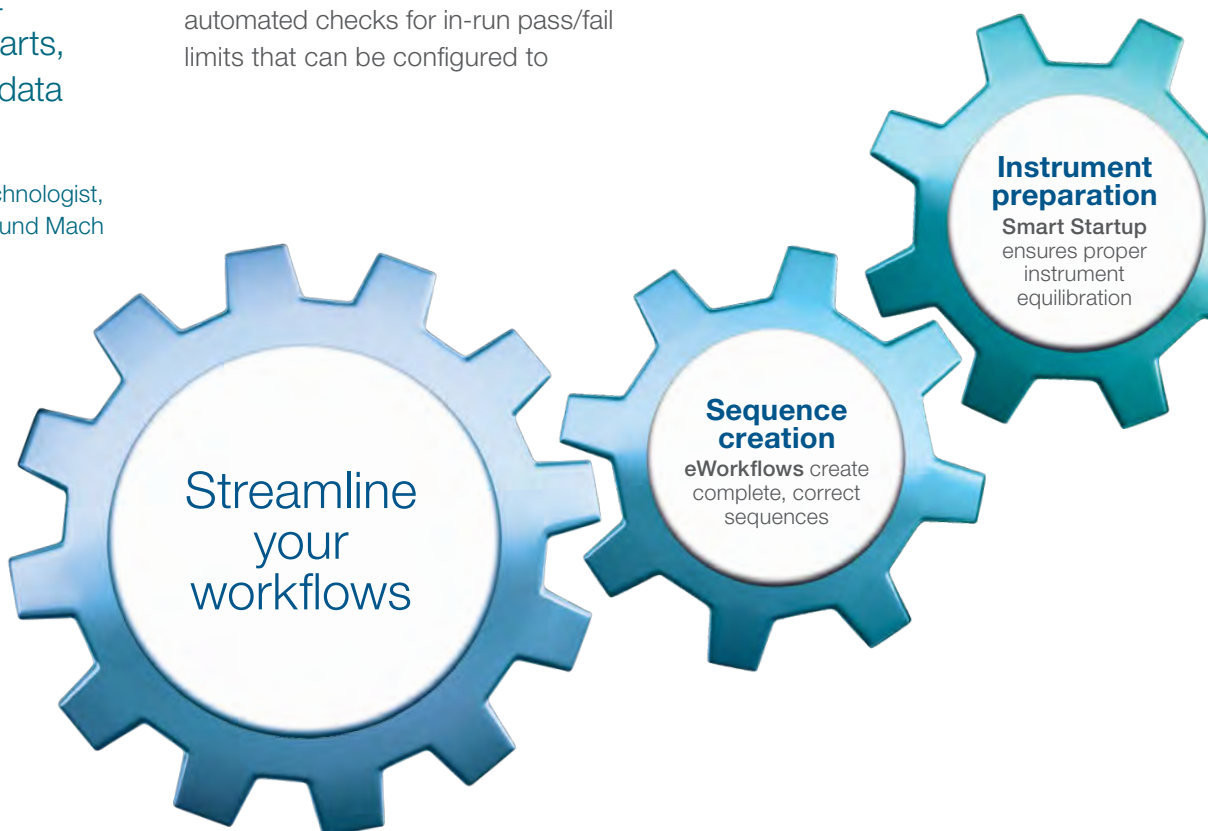 arts,
data
chnologist,
und Mach
automated checks for in-run pass/fail
limits that can be configured to
Streamline
your
workflows
Sequence
creation
eWorkflows create
complete, correct
sequences
Instrument
preparation
Smart Startup
ensures proper
instrument
equilibration